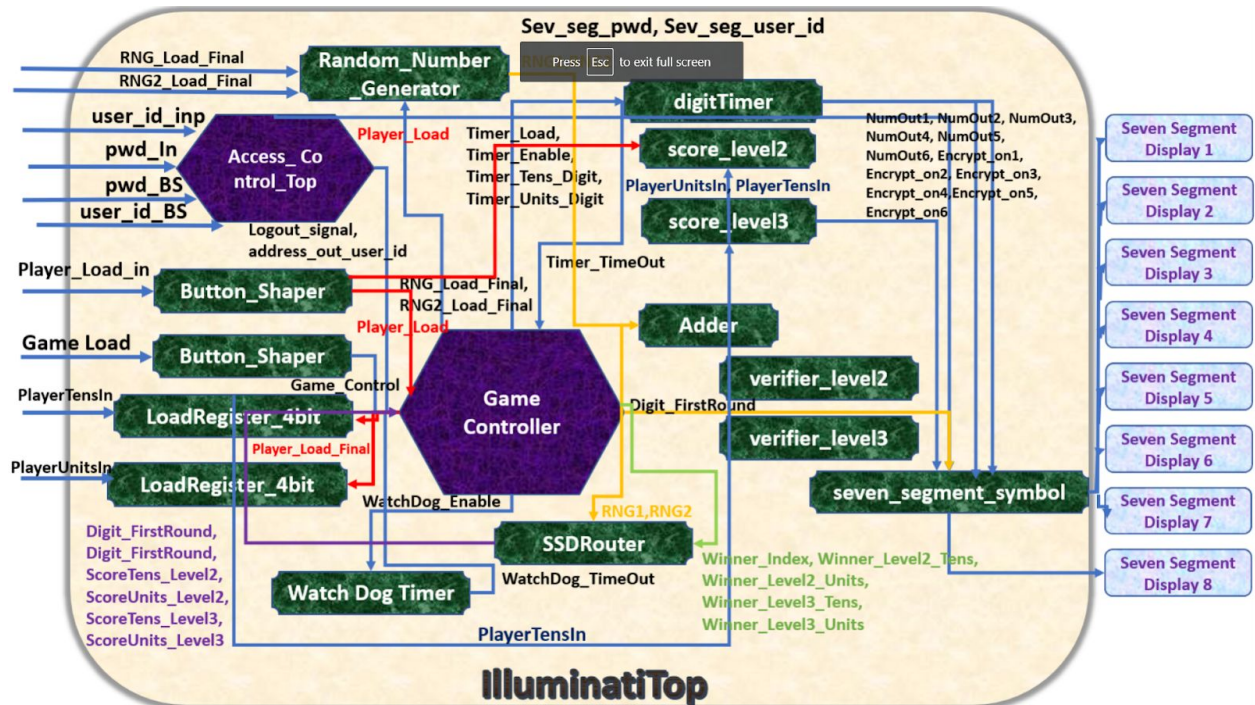 Sev_seg_pwd, Sev_seg_user_id
Press Esc to exit full screen
RNG_Load_Final
RNG2_Load_Final
Random_Number
_Generator
user_id_inp
pwd_In
pwd_BS
user_id_BS
Access_ Co
ntrol_Top
Player_Load
Logout_signal,
address_out_user_id
Timer_Load,
Timer_Enable,
Timer_Tens_Digit,
Timer_Units_Digit
digitTimer
score_level2
PlayerUnitsIn, PlayerTensIn
score_level3
NumOut1, NumOut2, NumOut3,
NumOut4, NumOut5,
NumOut6, Encrypt_on1,
Encrypt_on2, Encrypt_on3,
Encrypt_on4,Encrypt_on5,
Encrypt_on6
Timer_TimeOut
Player_Load_in
Button_Shaper
RNG_Load_Final,
RNG2_Load_Final
Player_Load
Adder
Game Load
Button_Shaper
Game_Control
Game
Controller
verifier_level2
Digit_FirstRound
verifier_level3
PlayerTensIn
LoadRegister_4bit
Player_Load_Final
PlayerUnitsIn
LoadRegister_4bit
WatchDog_Enable
seven_segment_symbol
RNG1,RNG2
SSDRouter
WatchDog_TimeOut
Digit_FirstRound,
Digit_FirstRound,
ScoreTens_Level2,
ScoreUnits_Level2,
ScoreTens_Level3,
ScoreUnits_Level3
Watch Dog Timer
Winner_Index, Winner_Level2_Tens,
Winner_Level2_Units,
Winner_Level3_Tens,
Winner_Level3_Units
PlayerTensIn
IlluminatiTop
Seven Segment
Display 1
Seven Segment
Display 2
Seven Segment
Display 3
Seven Segment
Display 4
Seven Segment
Display 5
Seven Segment
Display 6
Seven Segment
Display 7
Seven Segment
Display 8